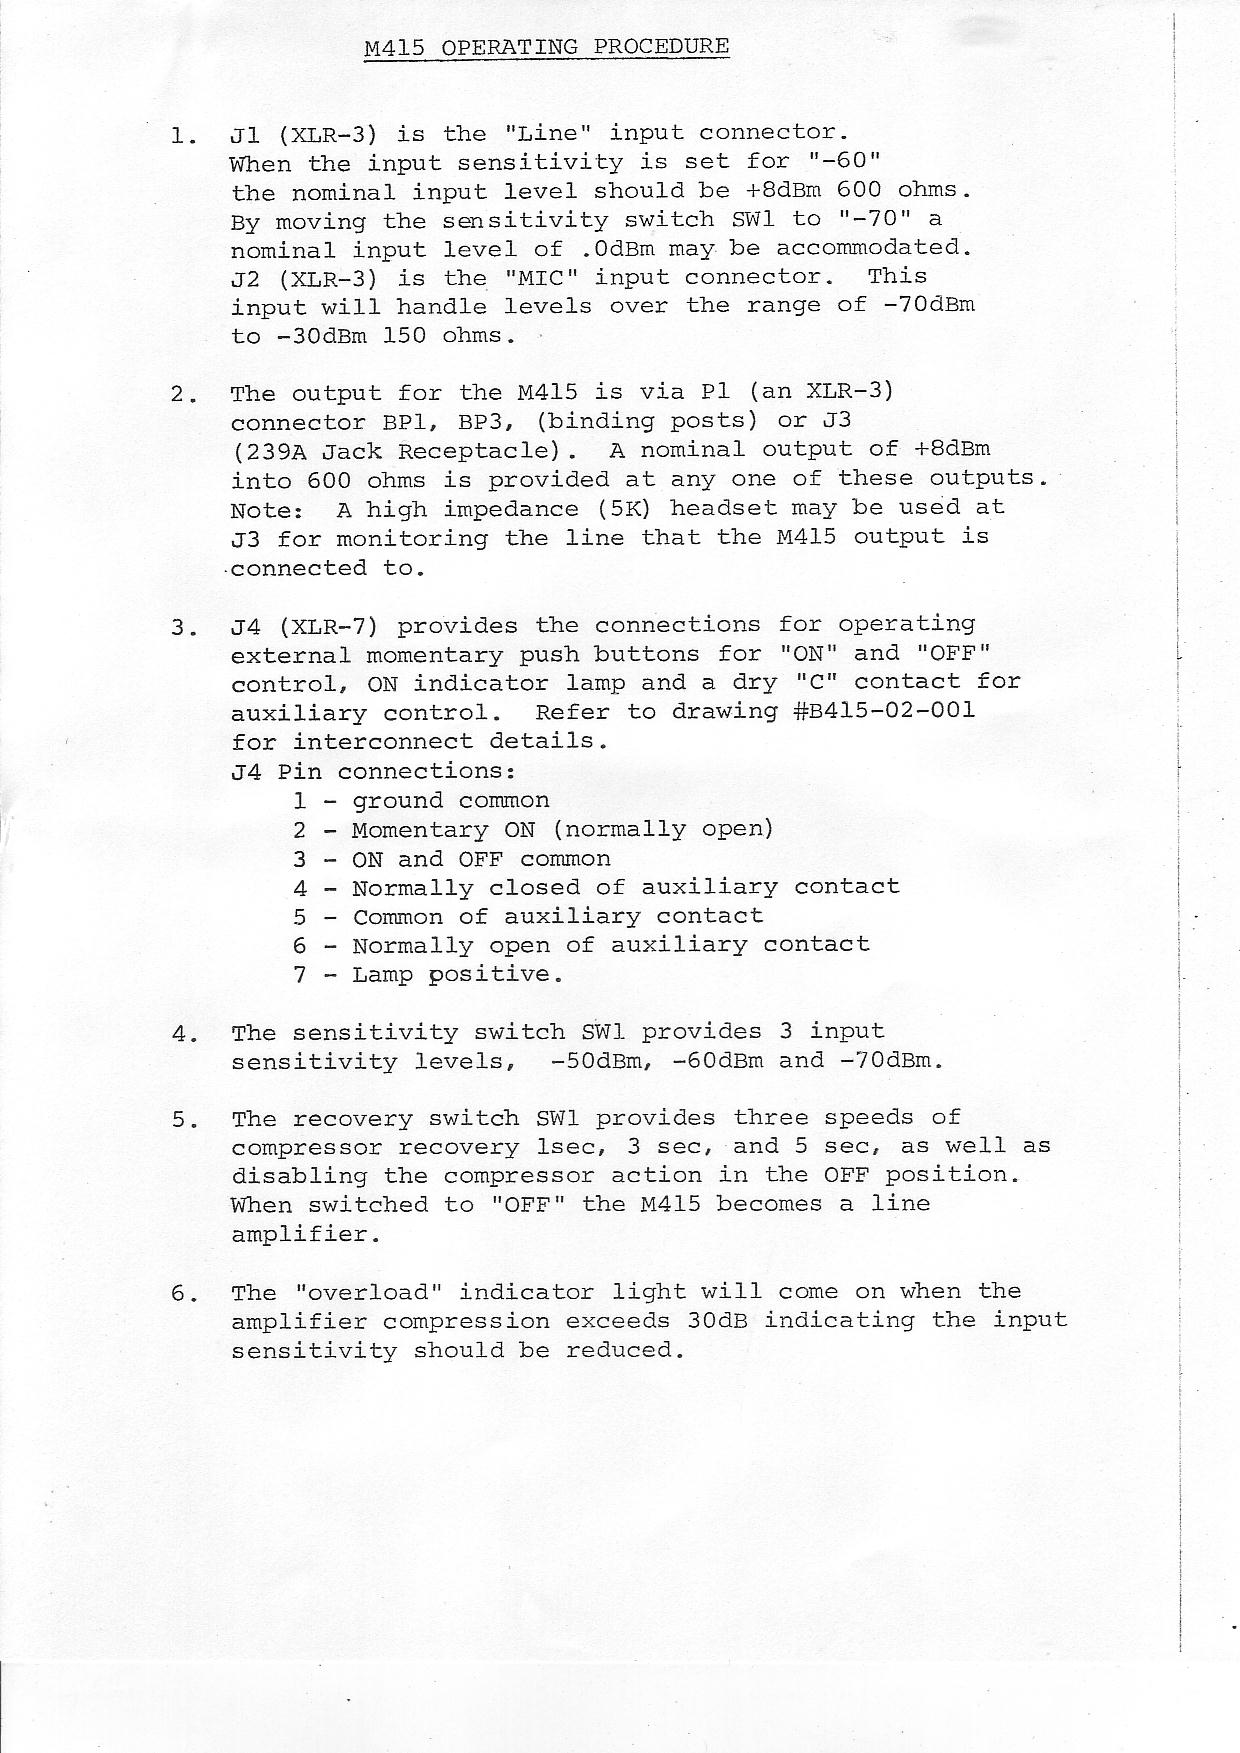 M415 OPERATING PROCEDURE
1. J1 (XLR-3) is the "Line" input connector.
When the input sensitivity is set for "-60"
the nominal input level should be +8dBm 600 ohms.
By moving the sensitivity switch SW1 to "-70" a
nominal input level of .0dBm may be accommodated.
J2 (XLR-3) is the "MIC" input connector. This
input will handle levels over the range of -70dBm
to -30dBm 150 ohms.
2. The output for the M415 is via P1 (an XLR-3)
connector BP1, BP3, (binding posts) or J3
(239A Jack Receptacle). A nominal output of +8dBm
into 600 ohms is provided at any one of these outputs.
Note: A high impedance (5K) headset may be used at
J3 for monitoring the line that the M415 output is
connected to.
3. J4 (XLR-7) provides the connections for operating
external momentary push buttons for "ON" and "OFF"
control, ON indicator lamp and a dry "C" contact for
auxiliary control. Refer to drawing #B415-02-001
for interconnect details.
J4 Pin connections:
1 - ground common
2 - Momentary ON (normally open)
3 - ON and OFF common
4 - Normally closed of auxiliary contact
5 - Common of auxiliary contact
6 - Normally open of auxiliary contact
7 - Lamp positive.
4. The sensitivity switch SW1 provides 3 input
sensitivity levels, -50dBm, -60dBm and -70dBm.
5. The recovery switch SW1 provides three speeds of
compressor recovery 1sec, 3 sec, and 5 sec, as well as
disabling the compressor action in the OFF position.
When switched to "OFF" the M415 becomes a line
amplifier.
6. The "overload" indicator light will come on when the
amplifier compression exceeds 30dB indicating the input
sensitivity should be reduced.